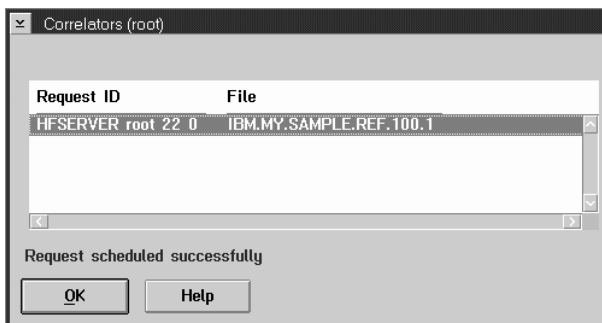 Correlators (root)
Request ID File
HFSERVER root 22 0 IBM.MY.SAMPLE.REF.100.1
Request scheduled successfully
OK Help